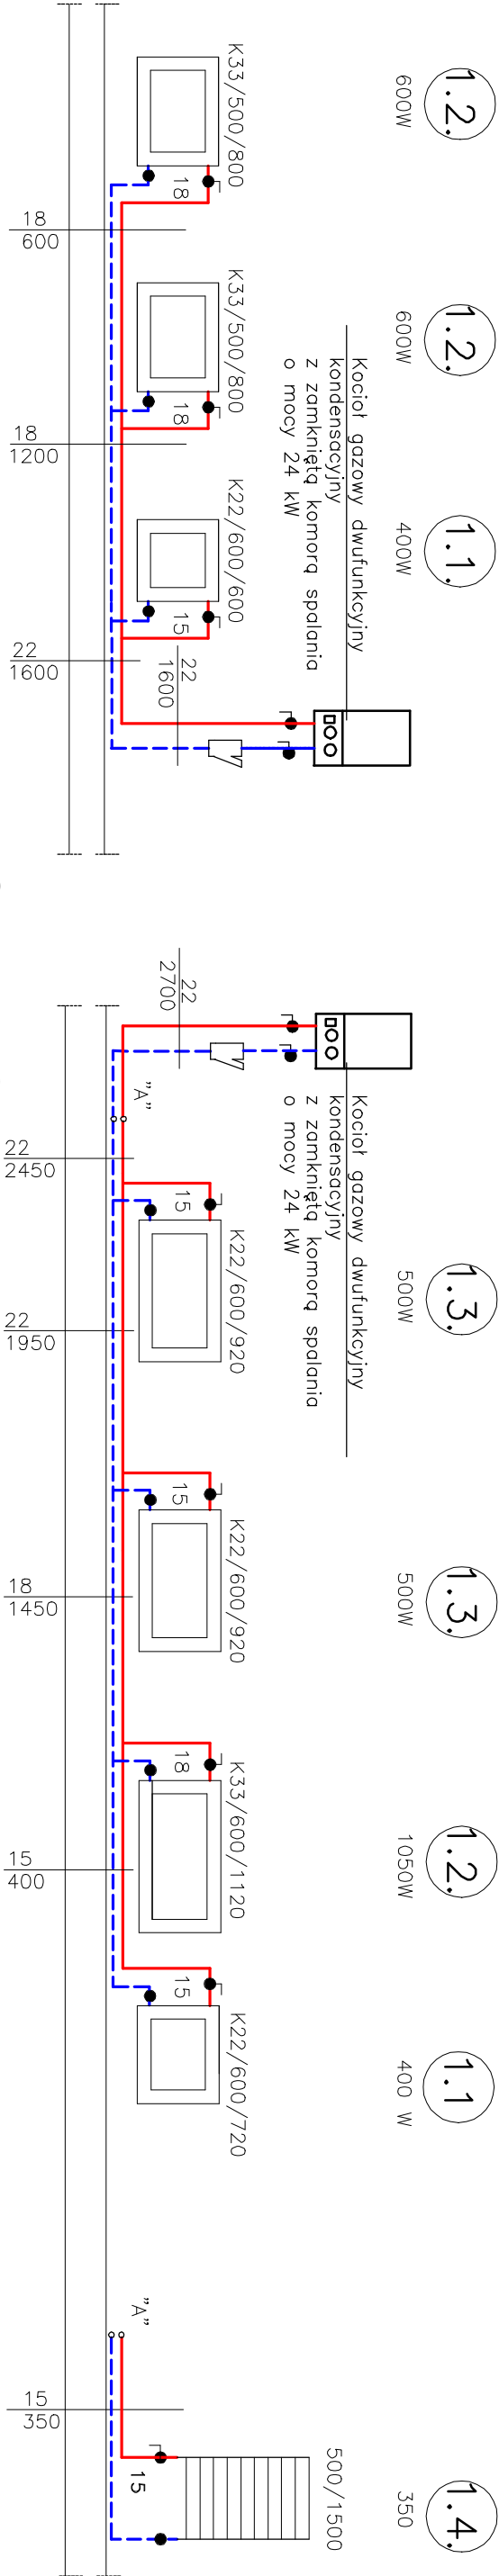 1.2.
600W
K33/500/800
18
18
600
1.2.
600W
K33/500/800
18
18
1200
Kocioł gazowy dwufunkcyjny
kondensacyjny
z zamkniętą komorą spalania
o mocy 24 kW
1.1.
400W
K22/600/600
15
22
1600
22
1600
22
2700
"A"
22
2450
Kocioł gazowy dwufunkcyjny
kondensacyjny
z zamkniętą komorą spalania
o mocy 24 kW
1.3.
500W
K22/600/920
15
22
1950
1.3.
500W
K22/600/920
15
18
1450
1.2.
1050W
K33/600/1120
18
15
400
1.1
400 W
K22/600/720
15
"A"
15
350
1.4.
350
500/1500
15